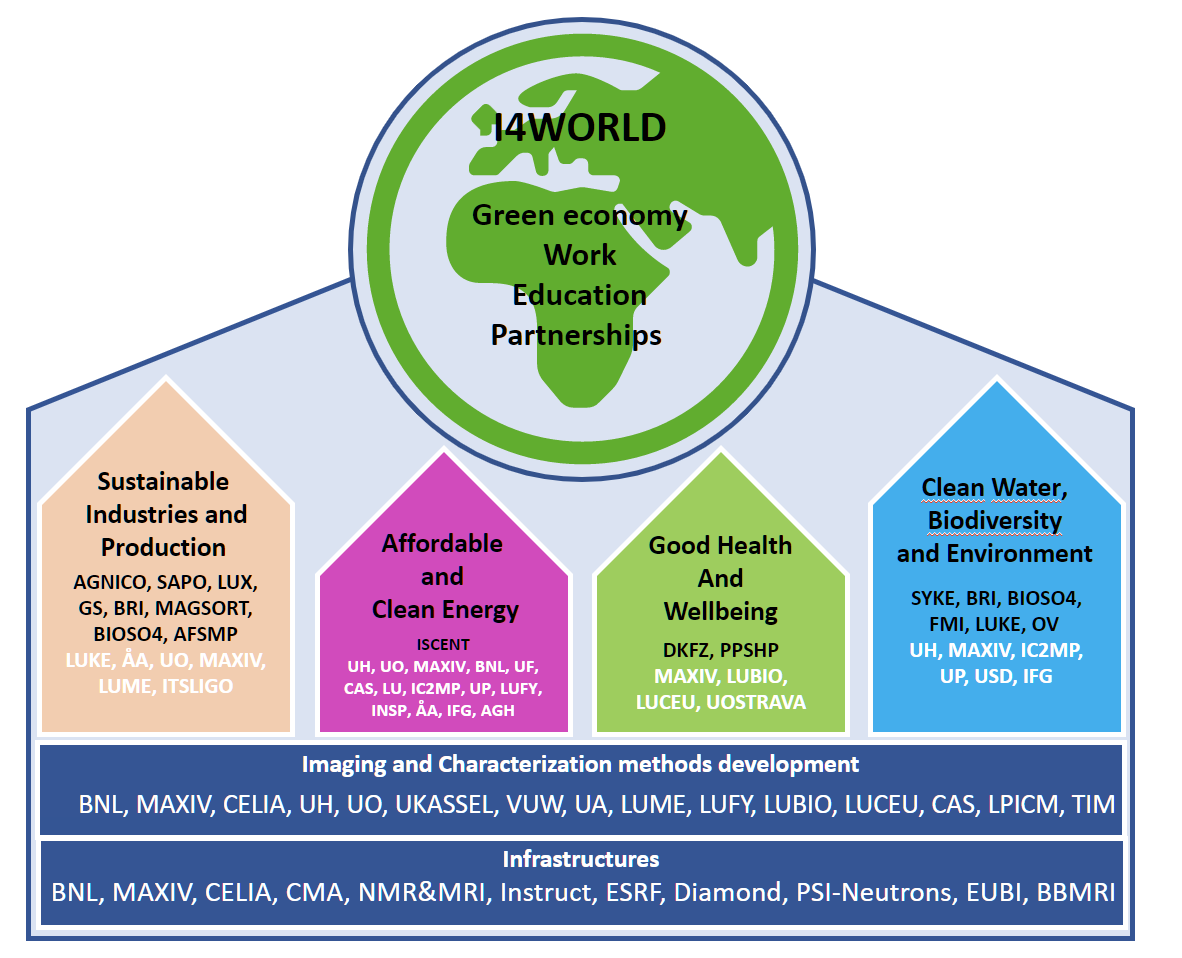 I4WORLD
Green economy
Work
Education
Partnerships
Sustainable
Industries and
Production
AGNICO, SAPO, LUX,
GS, BRI, MAGSORT,
BIOSO4, AFSMP
LUKE, ÅA, UO, MAXIV,
LUME, ITSLIGO
Affordable
and
Clean Energy
ISCENT
UH, UO, MAXIV, BNL, UF,
CAS, LU, IC2MP, UP, LUFY,
INSP, ÅA, IFG, AGH
Good Health
And
Wellbeing
DKFZ, PPSHP
MAXIV, LUBIO,
LUCEU, UOSTRAVA
Clean Water,
Biodiversity
and Environment
SYKE, BRI, BIOSO4,
FMI, LUKE, OV
UH, MAXIV, IC2MP,
UP, USD, IFG
Imaging and Characterization methods development
BNL, MAXIV, CELIA, UH, UO, UKASSEL, VUW, UA, LUME, LUFY, LUBIO, LUCEU, CAS, LPICM, TIM
Infrastructures
BNL, MAXIV, CELIA, CMA, NMR&MRI, Instruct, ESRF, Diamond, PSI-Neutrons, EUBI, BBMRI